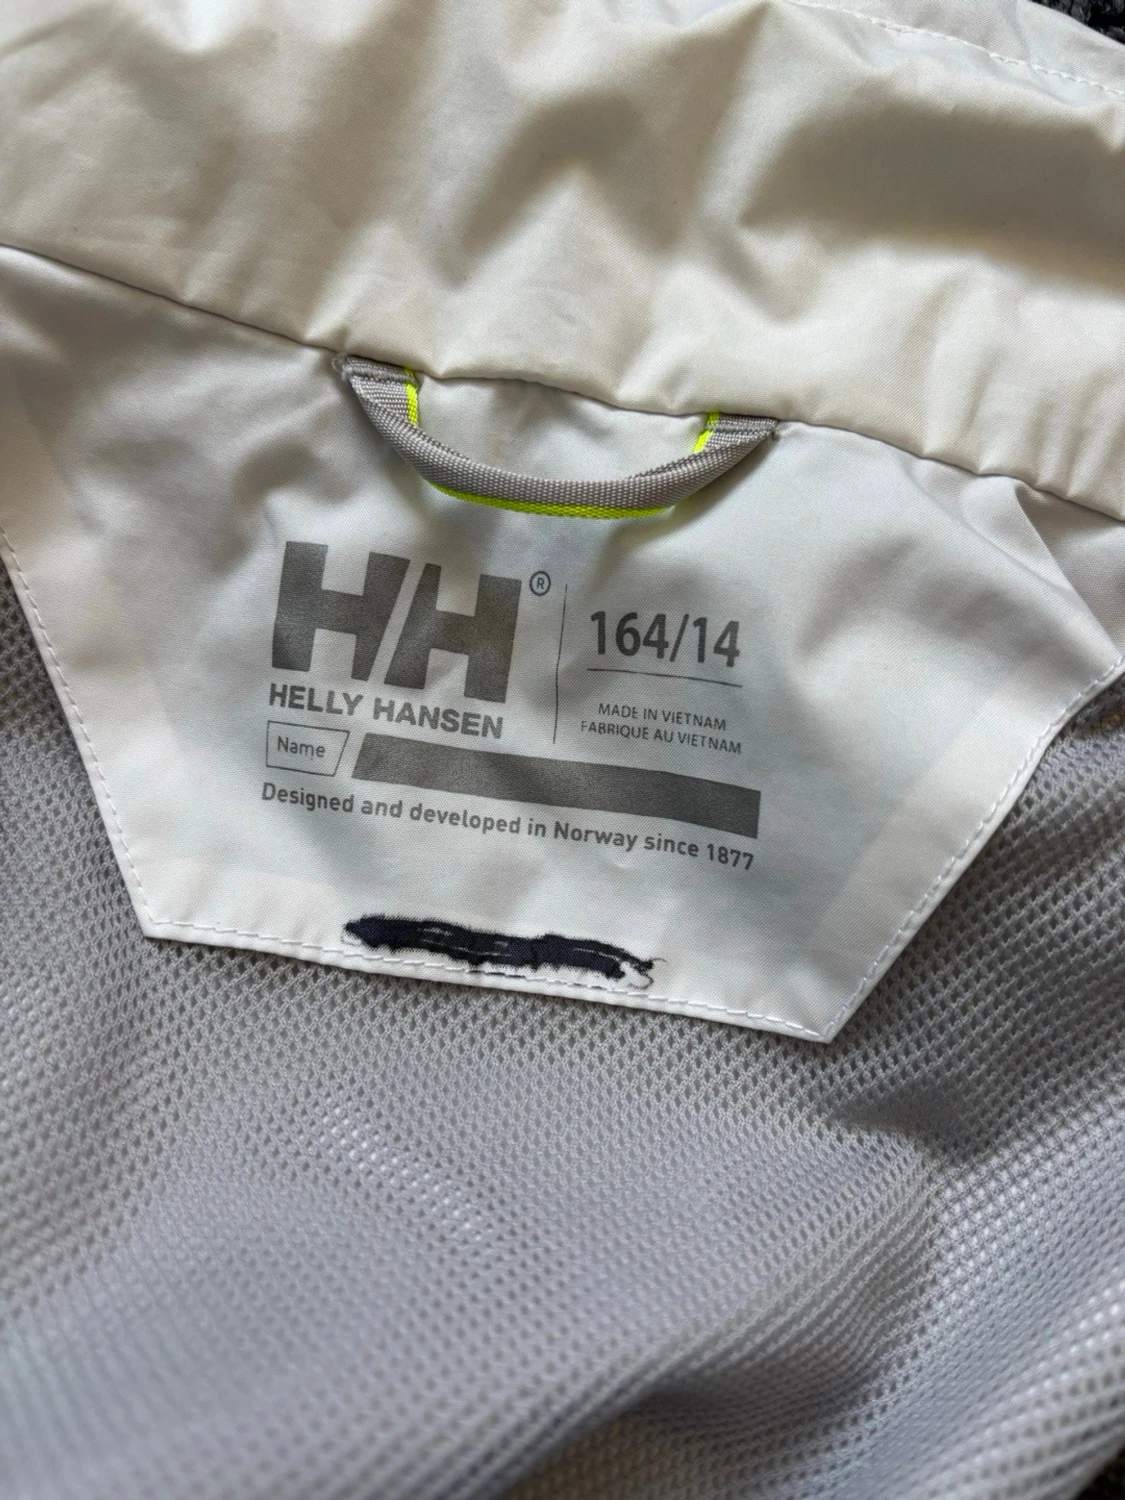 HH®
HELLY HANSEN
164/14
MADE IN VIETNAM
FABRIQUE AU VIETNAM
Name
Designed and developed in Norway since 1877